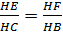 HE/HC = HF/HB